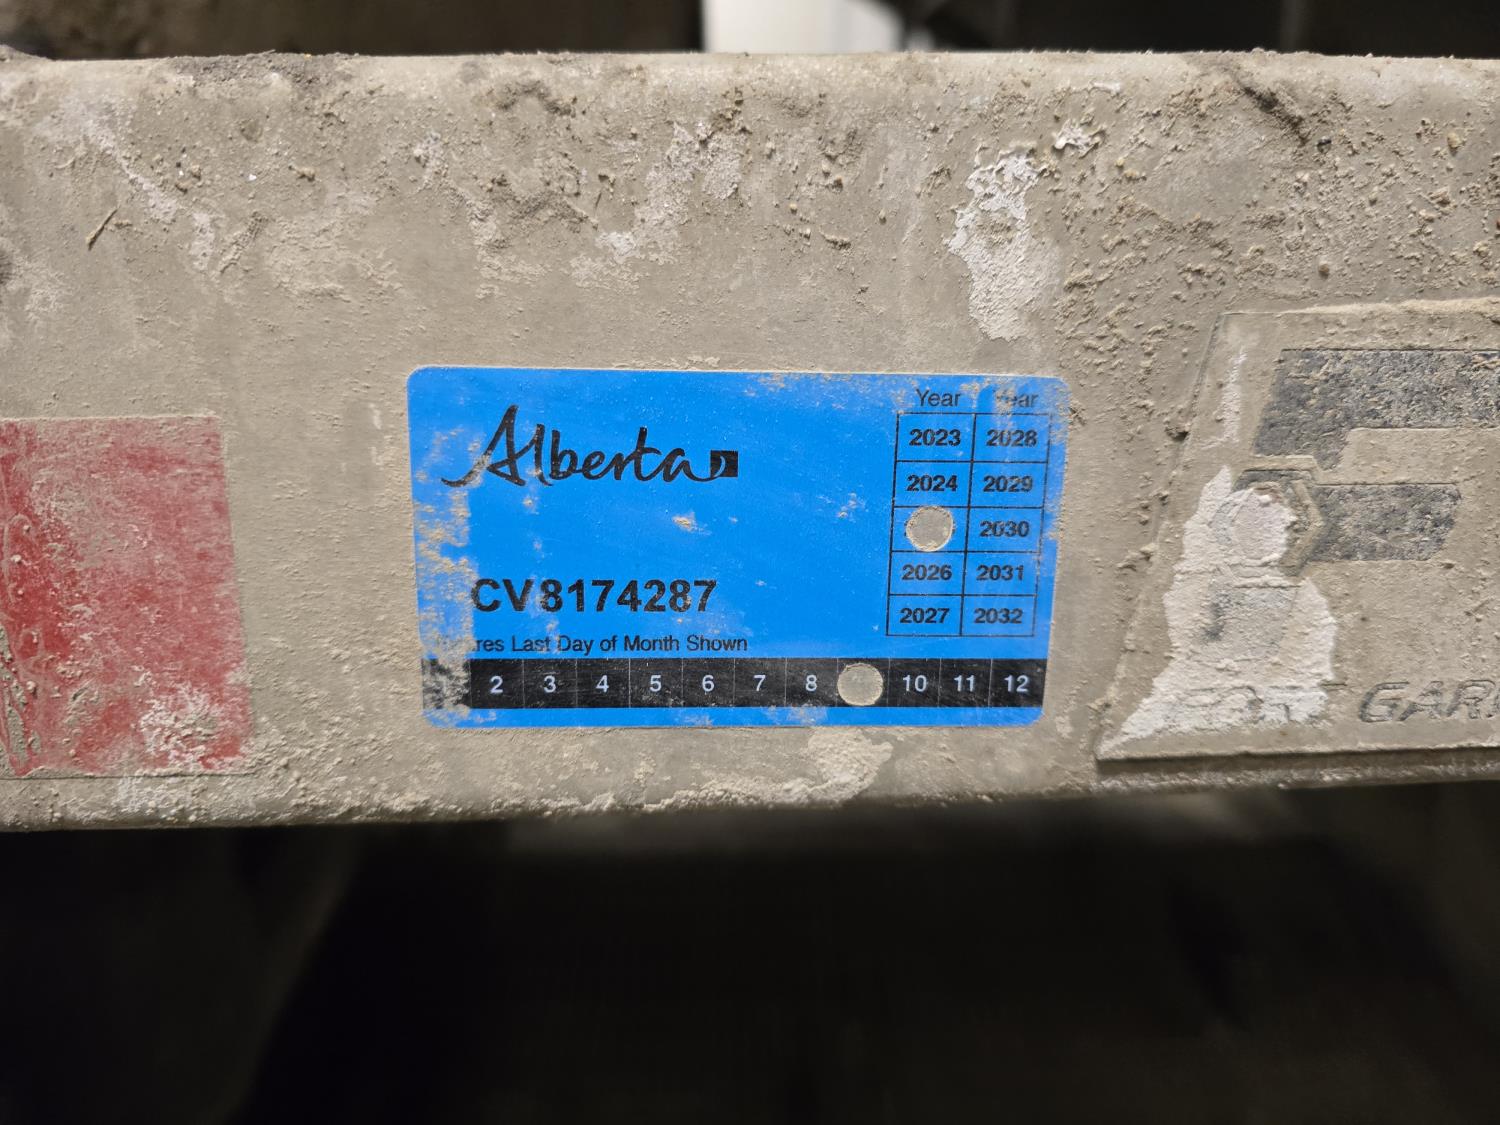 Alberta
Year Year
2023 2028
2024 2029
2030
2026 2031
2027 2032
CV8174287
Last Day of Month Shown
2 3 4 5 6 7 8 10 11 12